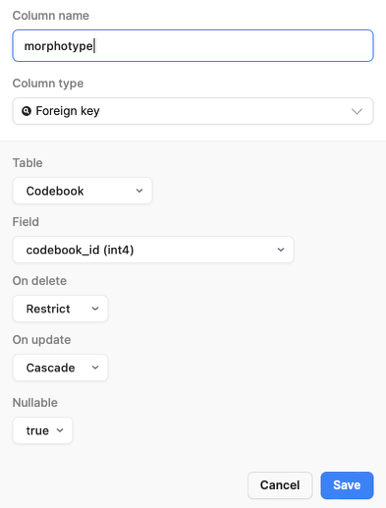 Column name
morphotype
Column type
Foreign key
Table
Codebook
Field
codebook_id (int4)
On delete
Restrict
On update
Cascade
Nullable
true
Cancel Save